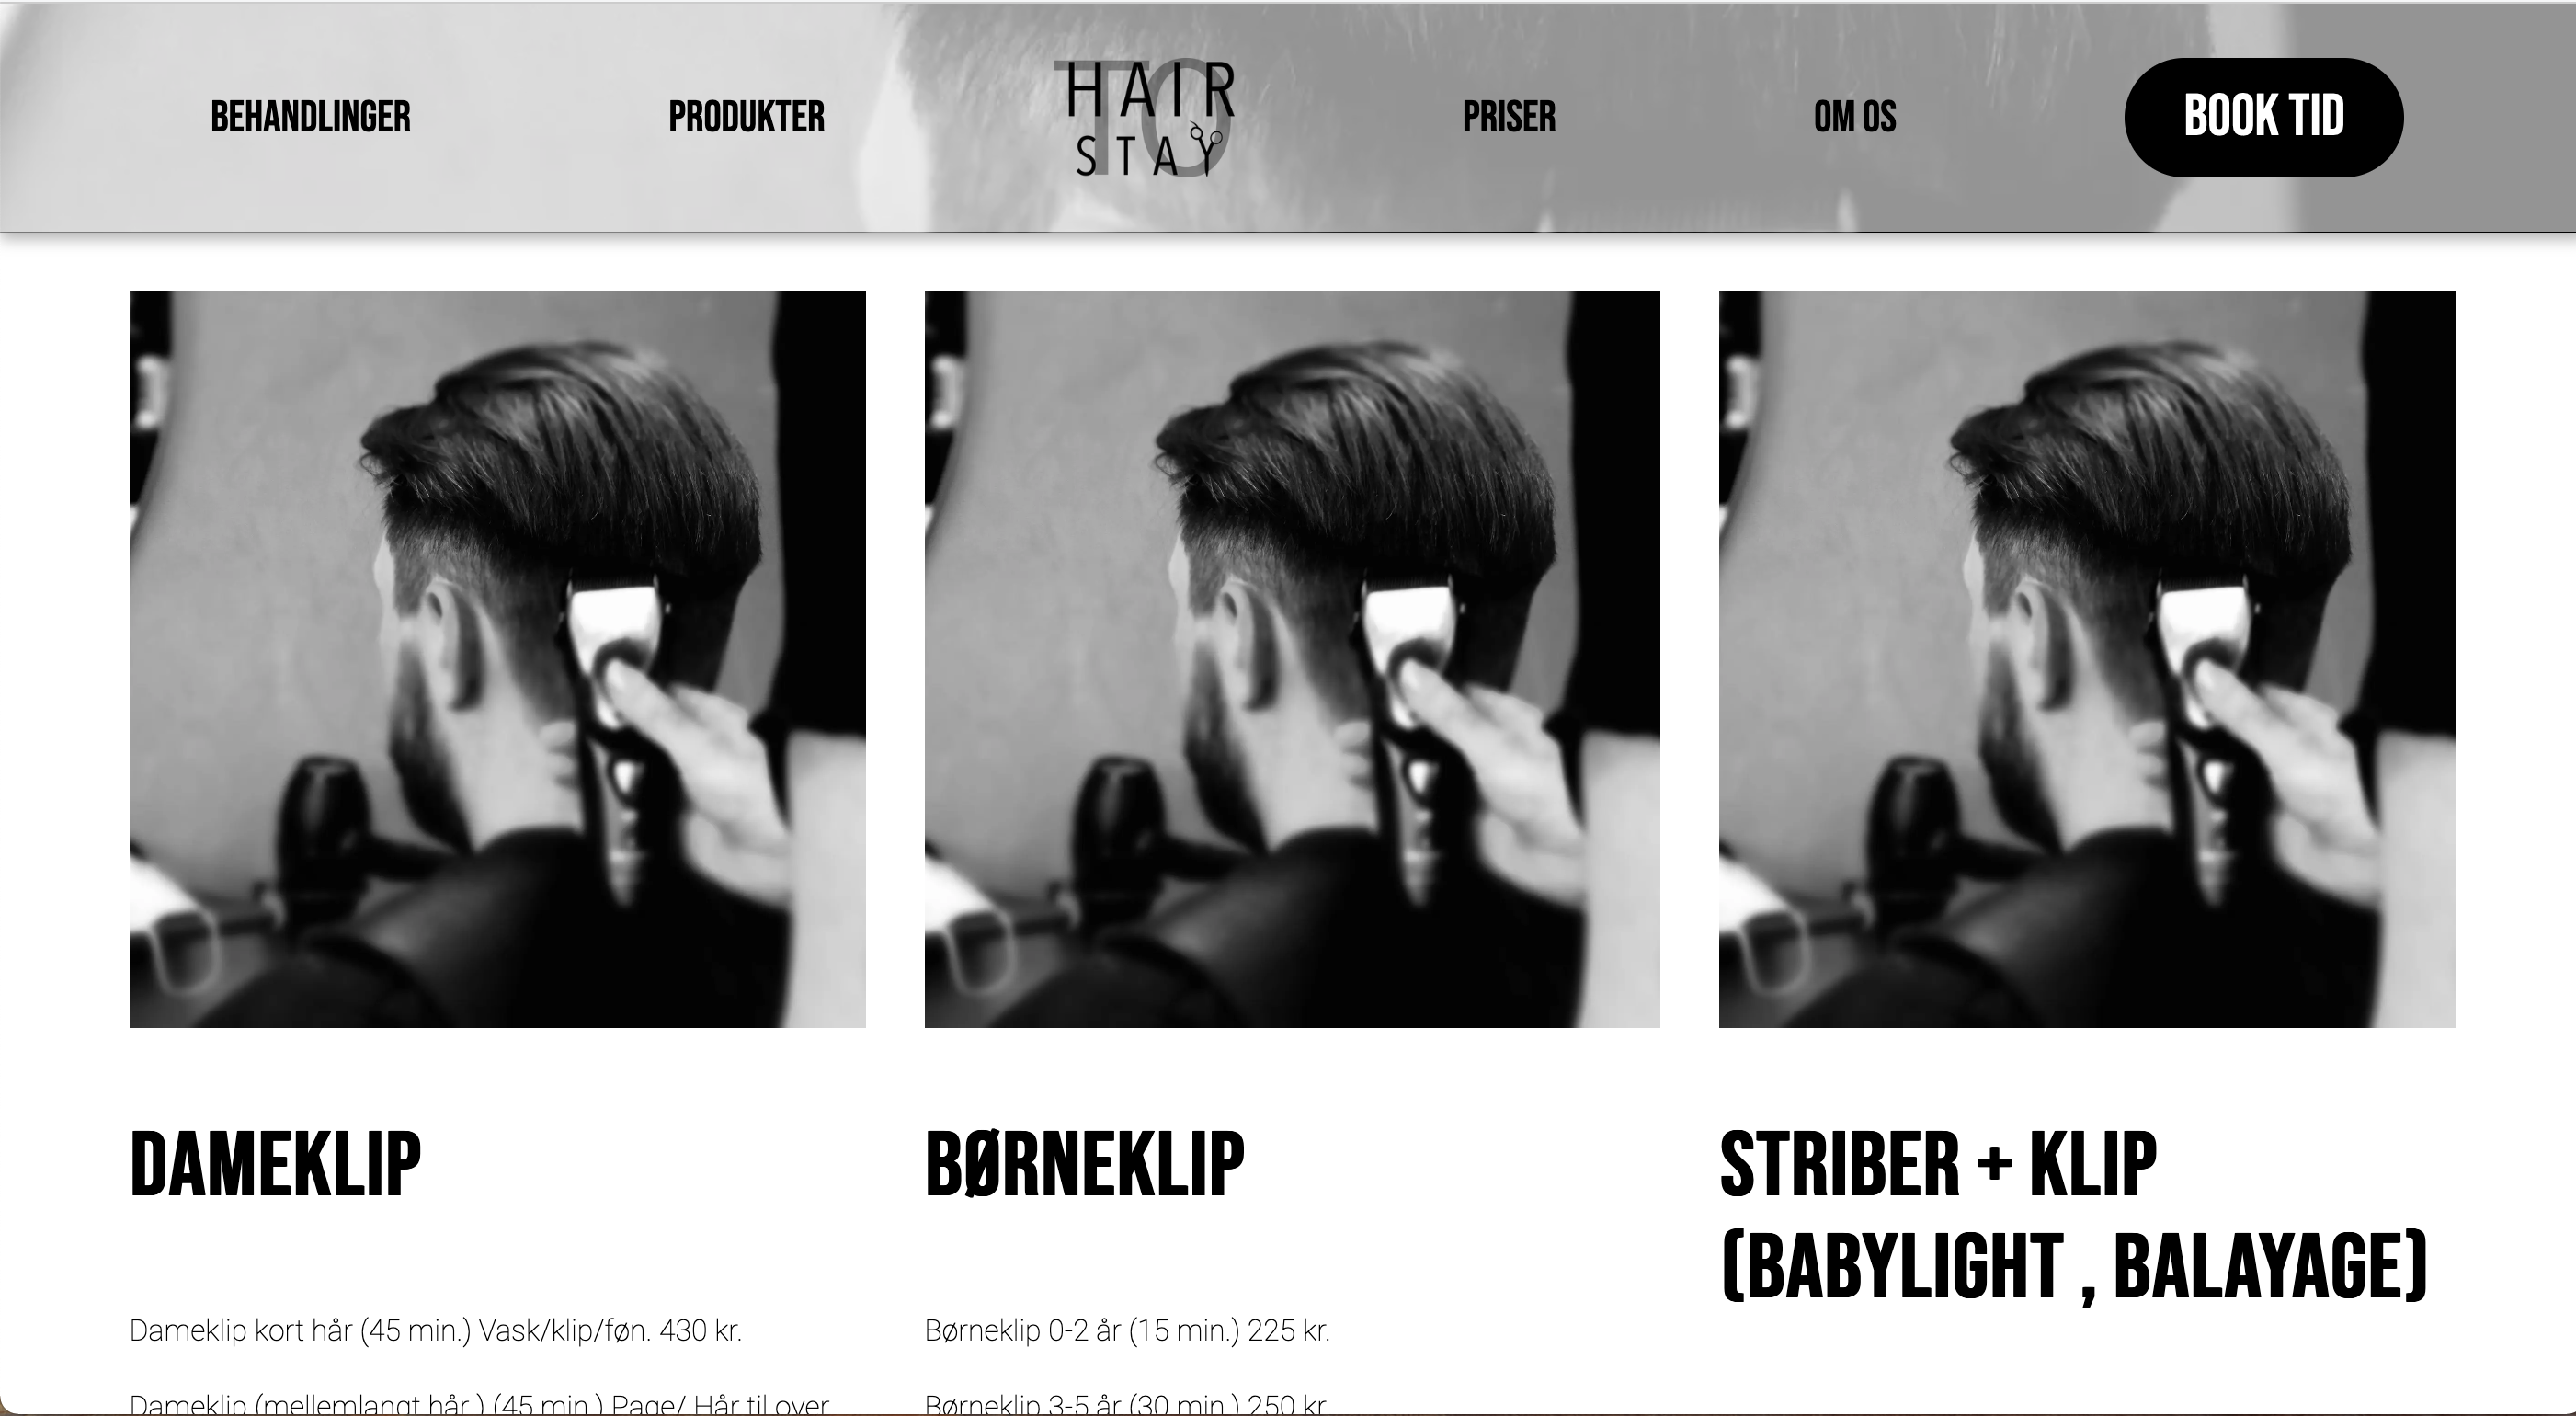 BEHANDLINGER
PRODUKTER
HAIR
TO
STAY
PRISER
OM OS
BOOK TID
DAMEKLIP
Dameklip kort hår (45 min.) Vask/klip/føn. 430 kr.
Dameklip (mellemlangt hår ) (45 min.) Page/ Hår til over
BØRNEKLIP
Børneklip 0-2 år (15 min.) 225 kr.
Børneklip 3-5 år (30 min.) 250 kr.
STRIBER + KLIP
(BABYLIGHT , BALAYAGE)